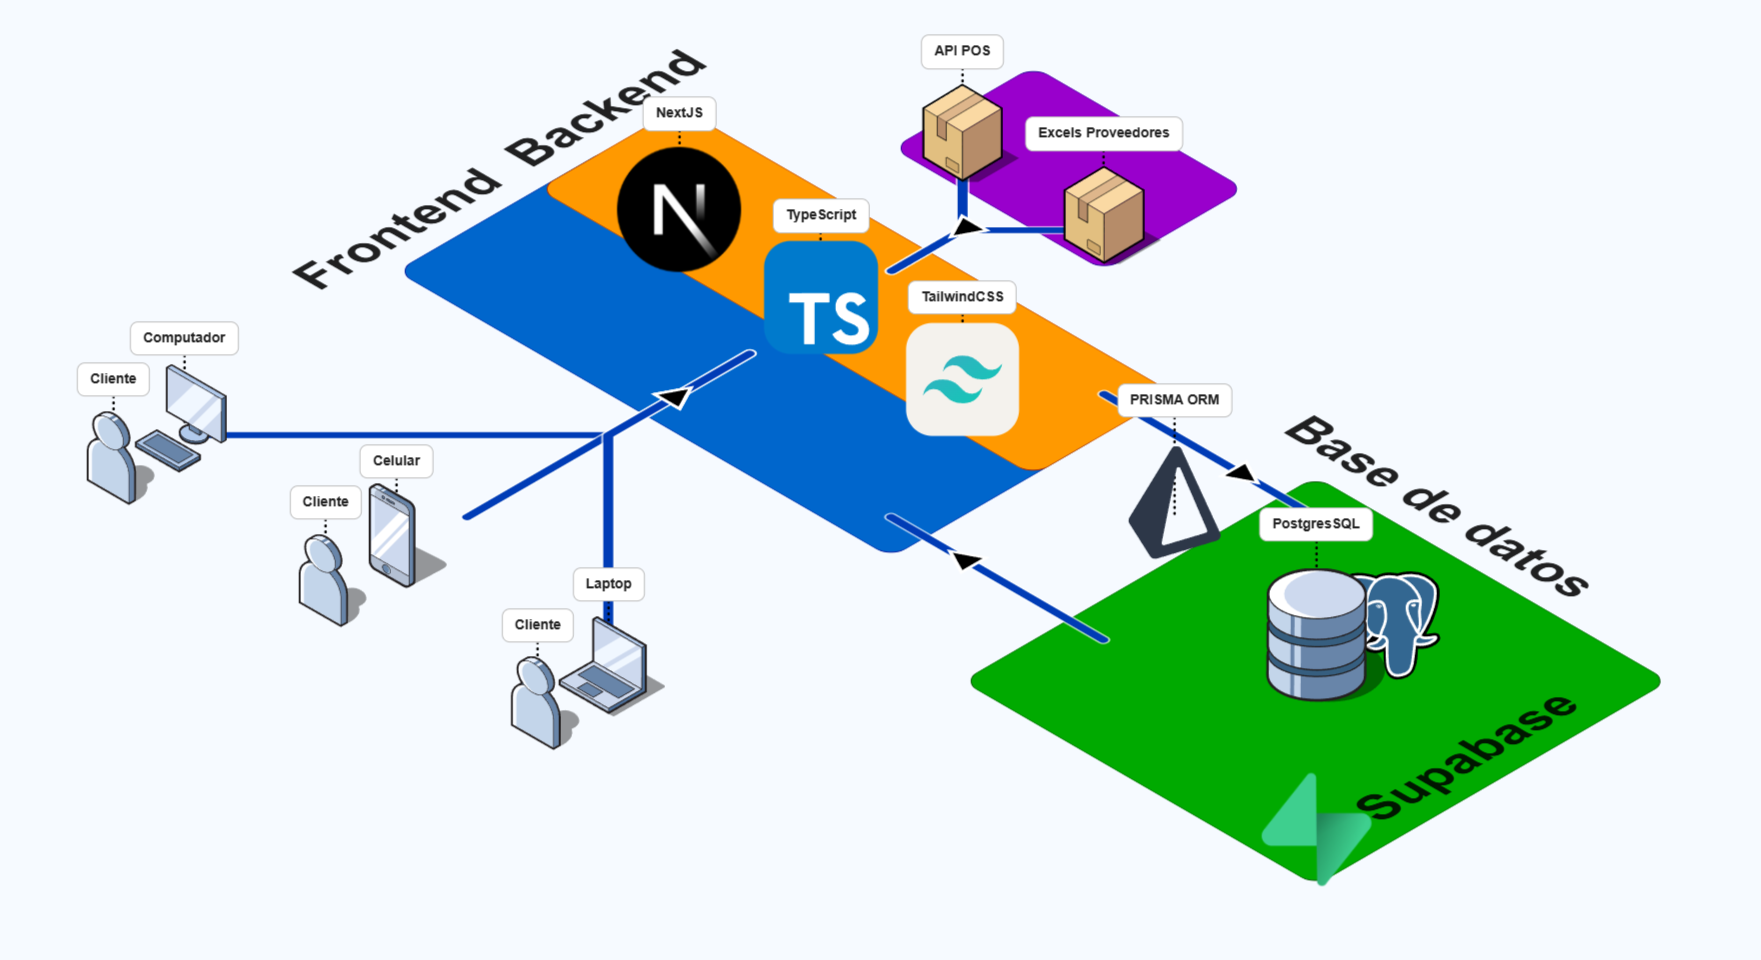 Frontend Backend
NextJS
TypeScript
TS
TailwindCSS
API POS
Excels Proveedores
Computador
Cliente
Celular
Cliente
Laptop
Cliente
PRISMA ORM
Base de datos
PostgresSQL
Supabase